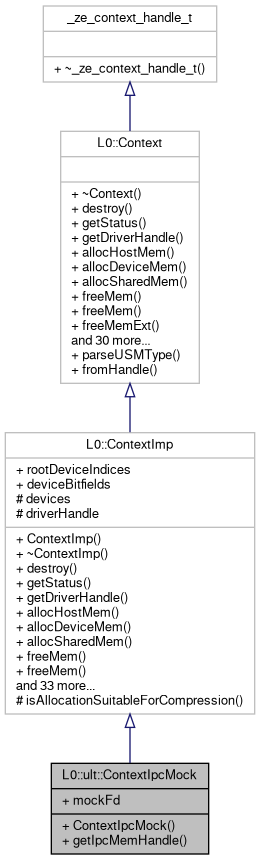 _ze_context_handle_t
+ ~_ze_context_handle_t()
L0::Context
+ ~Context()
+ destroy()
+ getStatus()
+ getDriverHandle()
+ allocHostMem()
+ allocDeviceMem()
+ allocSharedMem()
+ freeMem()
+ freeMem()
+ freeMemExt()
and 30 more...
+ parseUSMType()
+ fromHandle()
L0::ContextImp
+ rootDeviceIndices
+ deviceBitfields
# devices
# driverHandle
+ ContextImp()
+ ~ContextImp()
+ destroy()
+ getStatus()
+ getDriverHandle()
+ allocHostMem()
+ allocDeviceMem()
+ allocSharedMem()
+ freeMem()
+ freeMem()
and 33 more...
# isAllocationSuitableForCompression()
L0::ult::ContextIpcMock
+ mockFd
+ ContextIpcMock()
+ getIpcMemHandle()